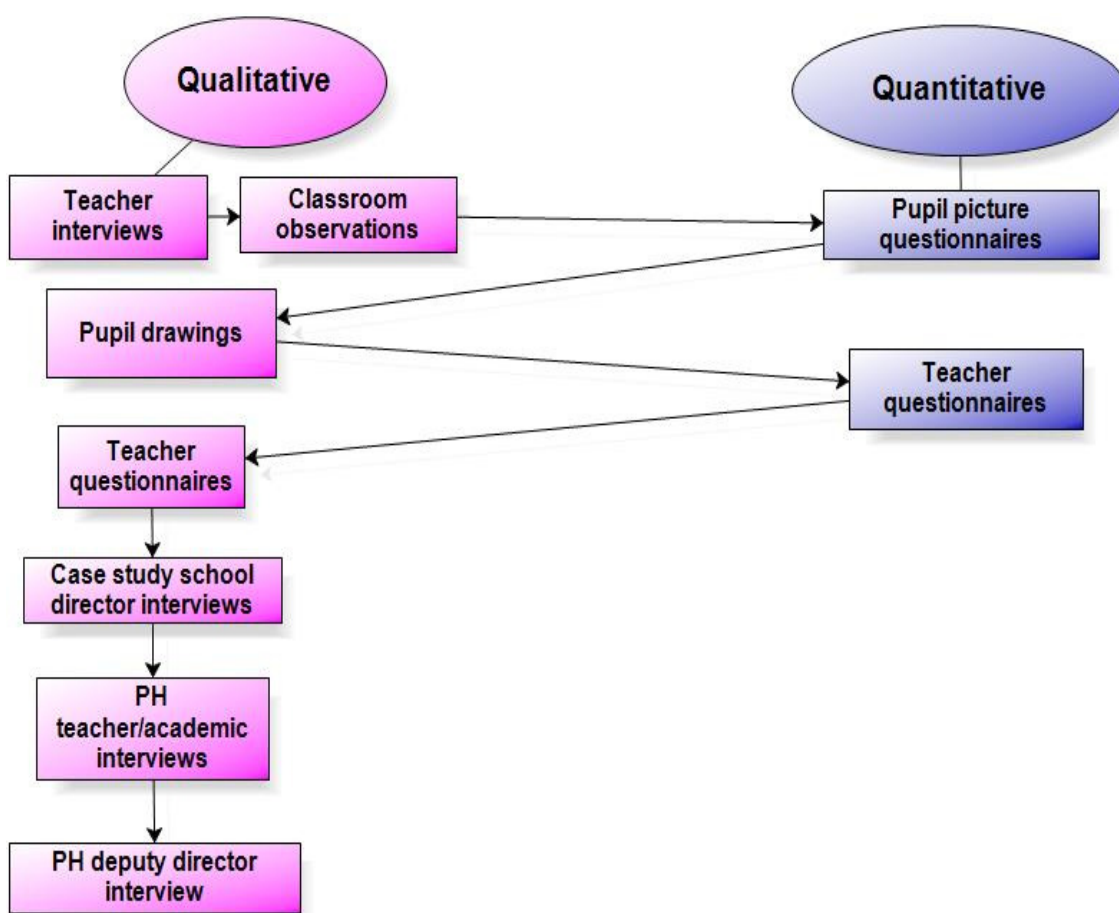 Qualitative
Quantitative
Teacher
interviews
Classroom
observations
Pupil picture
questionnaires
Pupil drawings
Teacher
questionnaires
Teacher
questionnaires
Case study school
director interviews
PH
teacher/academic
interviews
PH deputy director
interview